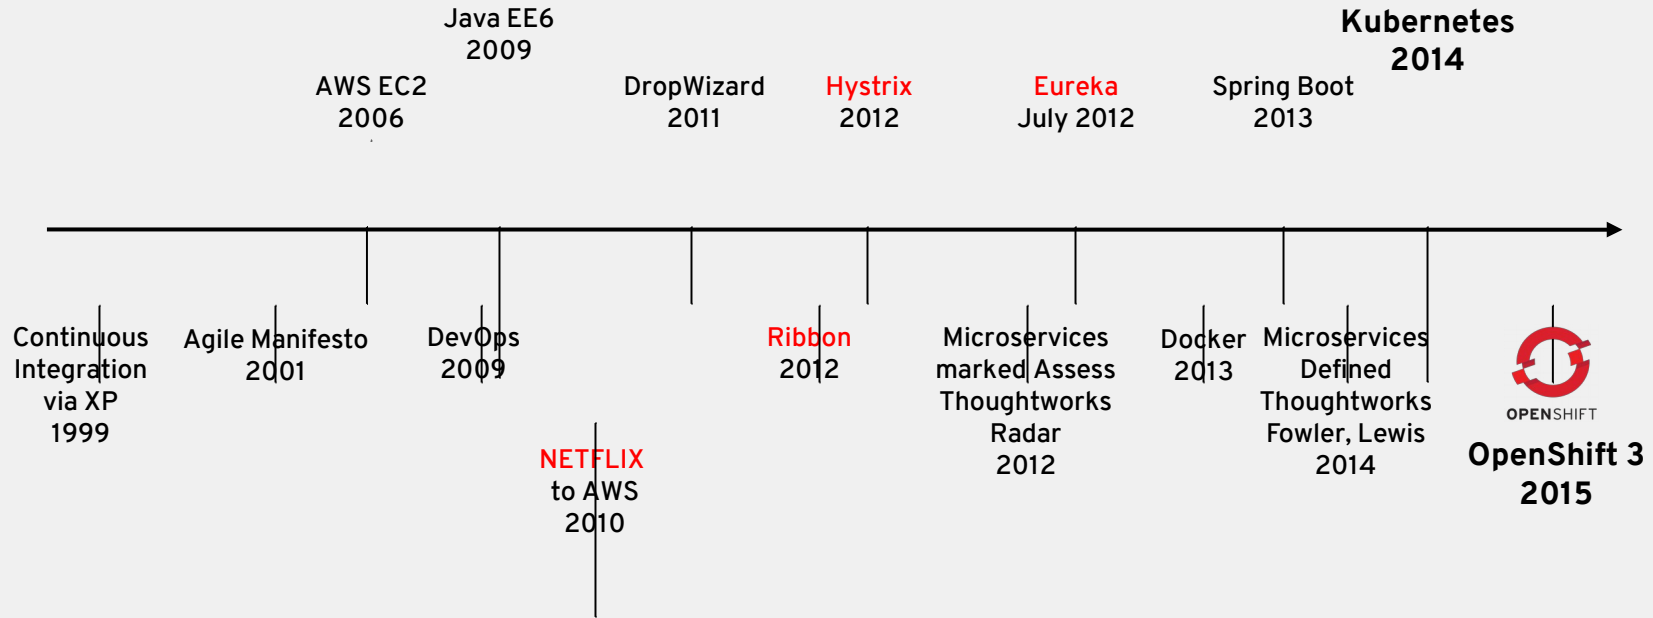 Java EE6
2009
Kubernetes
2014
AWS EC2
2006
DropWizard
2011
Hystrix
2012
Eureka
July 2012
Spring Boot
2013
Continuous
Integration
via XP
1999
Agile Manifesto
2001
DevOps
2009
NETFLIX
to AWS
2010
Ribbon
2012
Microservices
marked Assess
Thoughtworks
Radar
2012
Docker
2013
Microservices
Defined
Thoughtworks
Fowler, Lewis
2014
OPENSHIFT
OpenShift 3
2015